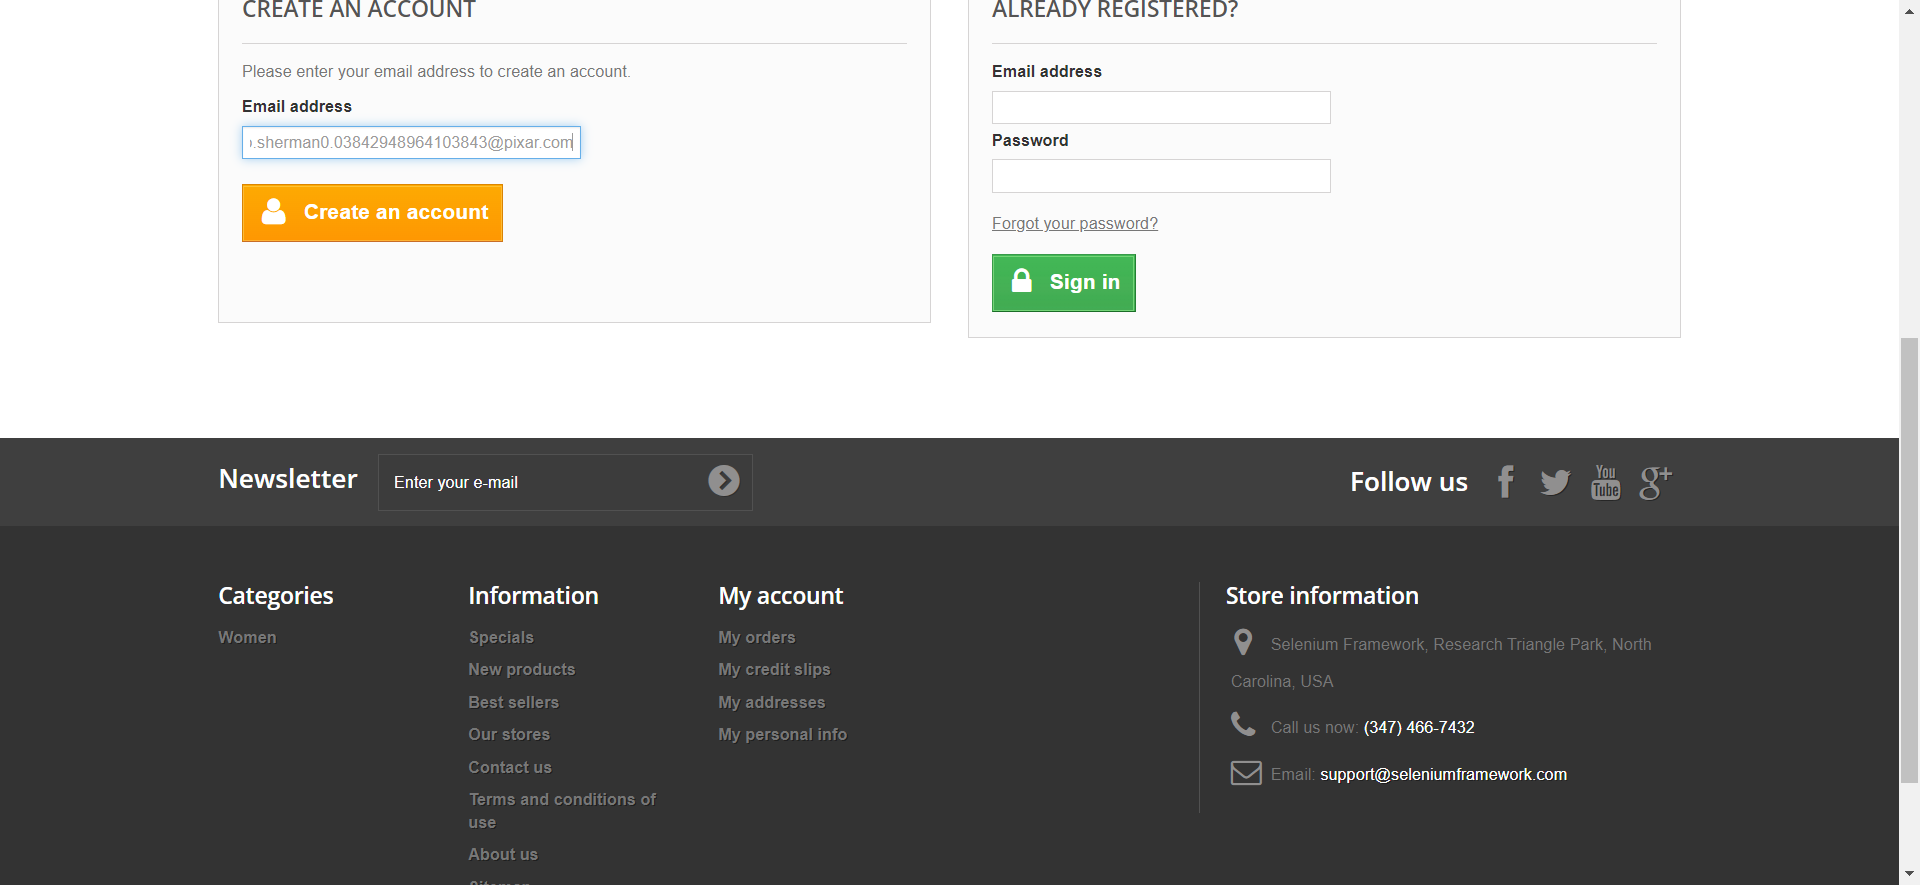 CREATE AN ACCOUNT
Please enter your email address to create an account.
Email address
.sherman0.03842948964103843@pixar.com
Create an account
ALREADY REGISTERED?
Email address
Password
Forgot your password?
Sign in
Newsletter
Enter your e-mail
Follow us
You
Tube
g+
Categories
Women
Information
Specials
New products
Best sellers
Our stores
Contact us
Terms and conditions of
use
About us
My account
My orders
My credit slips
My addresses
My personal info
Store information
Selenium Framework, Research Triangle Park, North
Carolina, USA
Call us now: (347) 466-7432
Email: support@seleniumframework.com